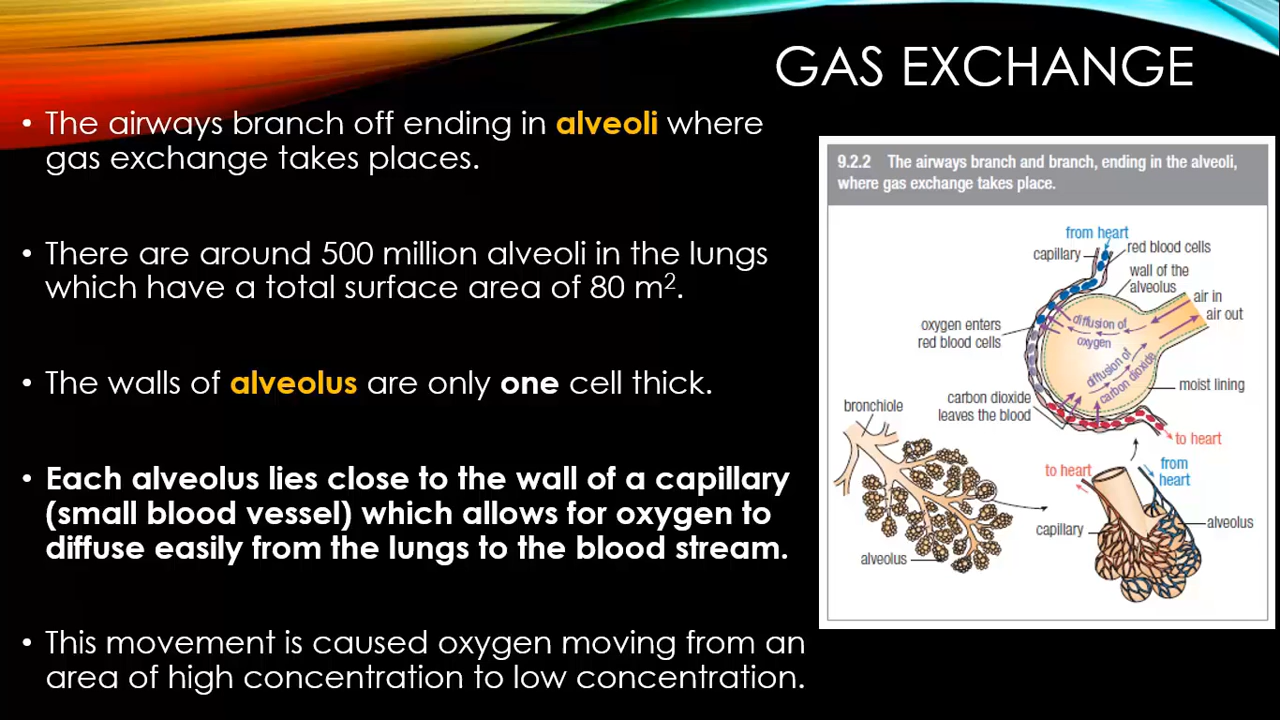 GAS EXCHANGE
• The airways branch off ending in alveoli where
gas exchange takes places.
• There are around 500 million alveoli in the lungs
which have a total surface area of 80 m².
• The walls of alveolus are only one cell thick.
• Each alveolus lies close to the wall of a capillary
(small blood vessel) which allows for oxygen to
diffuse easily from the lungs to the blood stream.
• This movement is caused oxygen moving from an
area of high concentration to low concentration.
9.2.2 The airways branch and branch, ending in the alveoli,
where gas exchange takes place.
from heart
capillary
red blood cells
wall of the
alveolus
air in
air out
oxygen enters
red blood cells
diffusion of
oxygen
diffusion of
carbon dioxide
moist lining
carbon dioxide
leaves the blood
bronchiole
to heart
to heart
from
heart
capillary
alveolus
alveolus